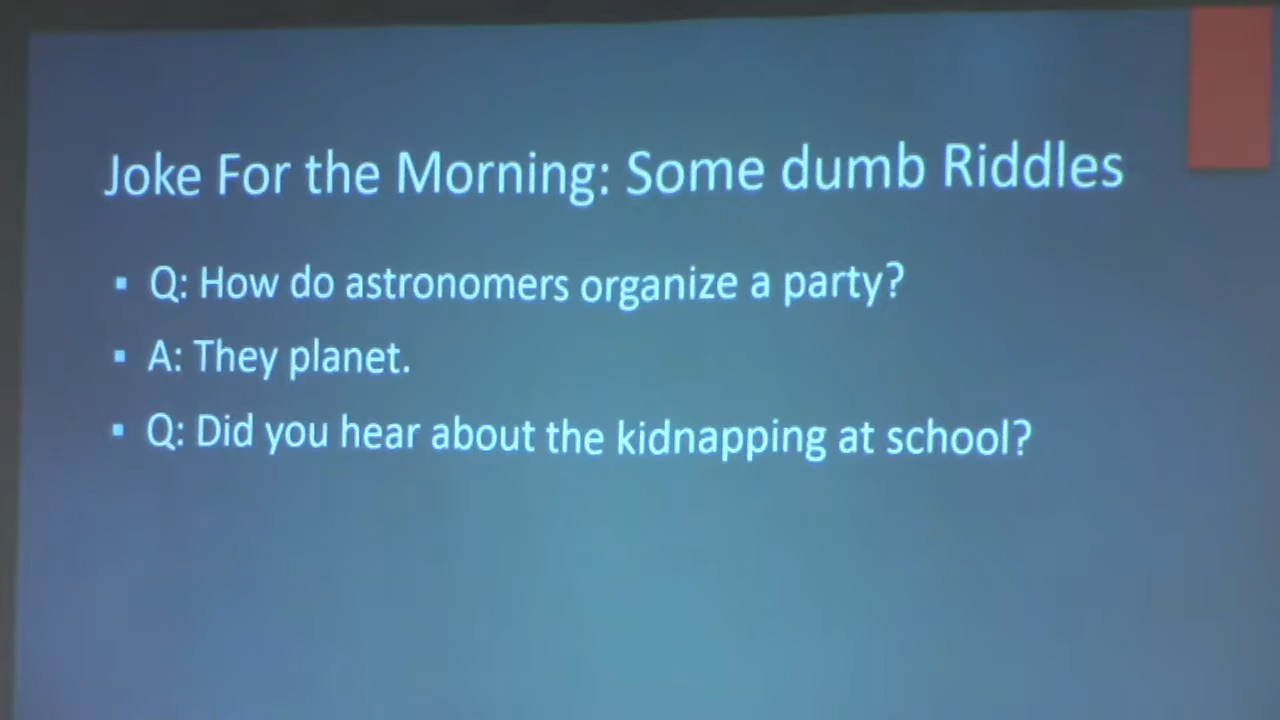 Joke For the Morning: Some dumb Riddles
Q: How do astronomers organize a party?
A: They planet.
Q: Did you hear about the kidnapping at school?